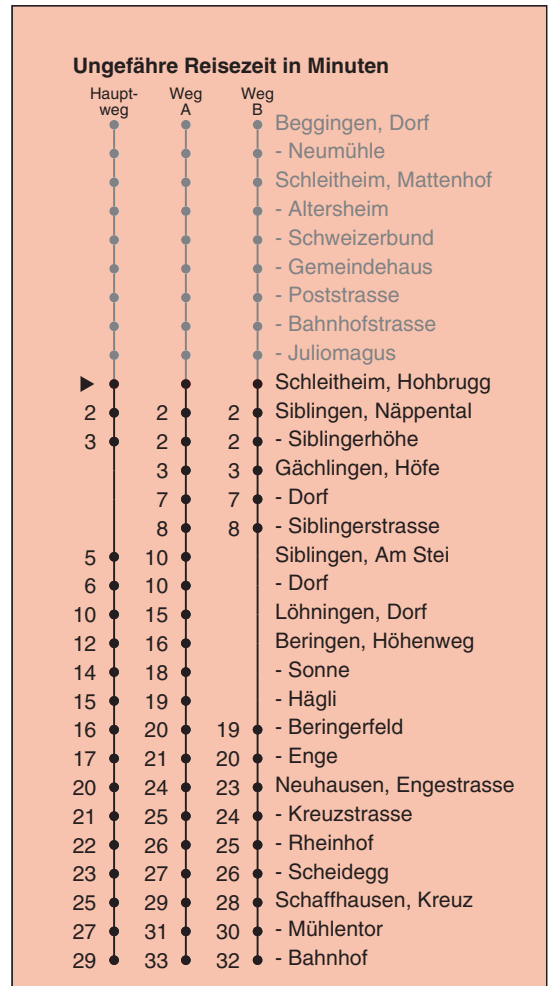 Ungefähre Reisezeit in Minuten
Haupt- Weg Weg
weg A B
Beggingen, Dorf
- Neumühle
Schleitheim, Mattenhof
- Altersheim
- Schweizerbund
- Gemeindehaus
- Poststrasse
- Bahnhofstrasse
- Juliomagus
Schleitheim, Hohbrugg
2 2 2 Siblingen, Näppental
3 2 2 - Siblingerhöhe
3 3 Gächlingen, Höfe
7 7 - Dorf
8 8 - Siblingerstrasse
5 10 Siblingen, Am Stei
6 10 - Dorf
10 15 Löhningen, Dorf
12 16 Beringen, Höhenweg
14 18 - Sonne
15 19 - Hägli
16 20 19 - Beringerfeld
17 21 20 - Enge
20 24 23 Neuhausen, Engestrasse
21 25 24 - Kreuzstrasse
22 26 25 - Rheinhof
23 27 26 - Scheidegg
25 29 28 Schaffhausen, Kreuz
27 31 30 - Mühlentor
29 33 32 - Bahnhof